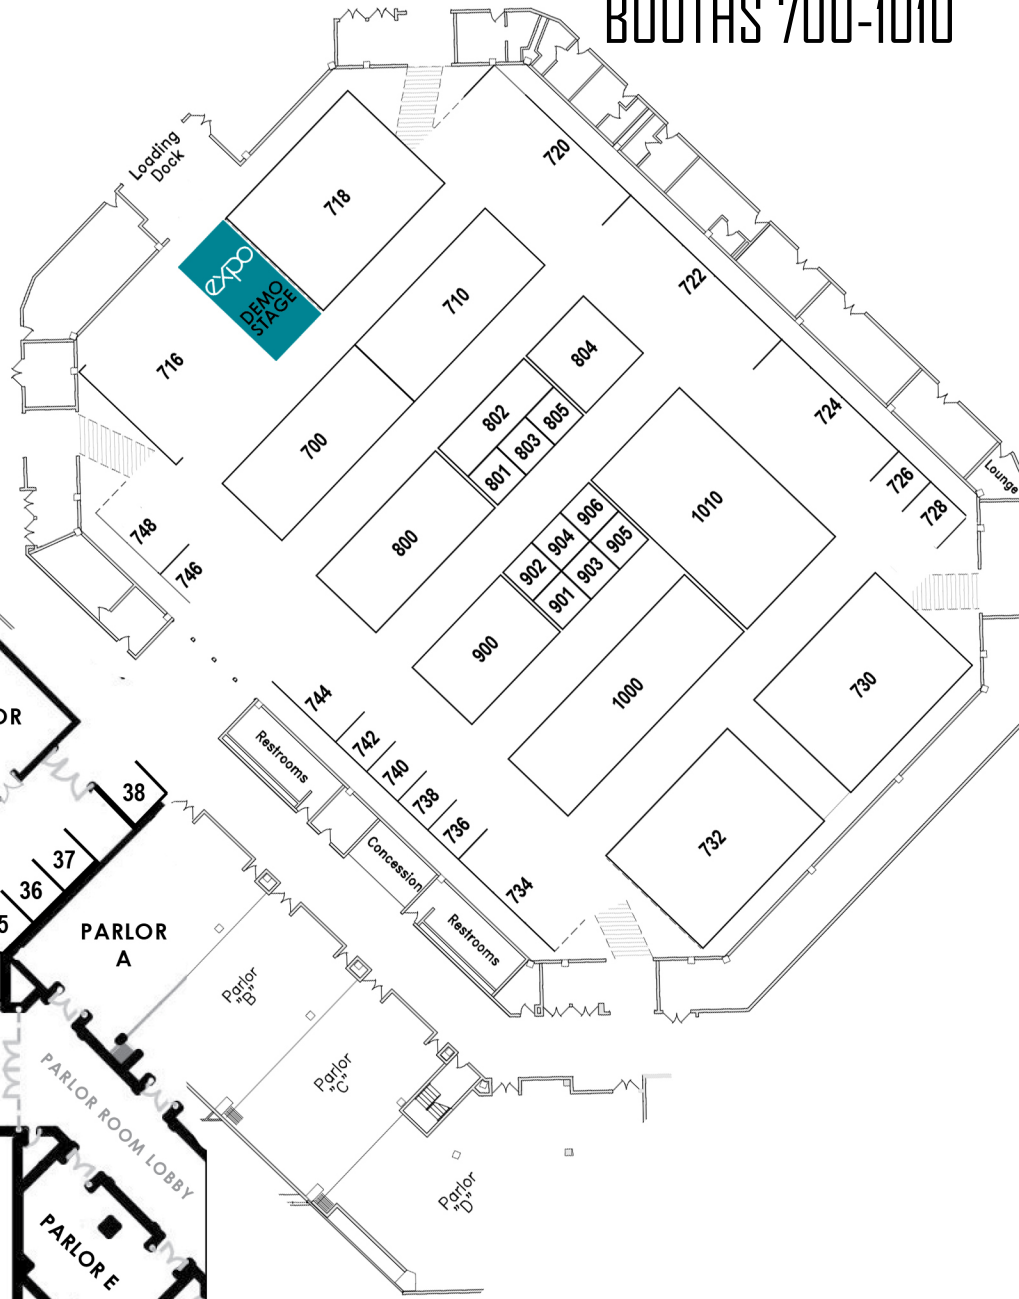 BOOTHS 700-1010
Loading
Dock
718
720
expo
DEMO
STAGE
710
722
716
804
802
805
803
801
724
700
726
728
Lounge
1010
906
904
905
902
903
901
800
748
746
900
1000
730
744
742
740
738
736
734
732
Restrooms
Concession
Restrooms
OR
38
37
36
5
PARLOR
A
Parlor
"B"
Parlor
"C"
Parlor
"D"
PARLOR ROOM LOBBY
PARLOR E